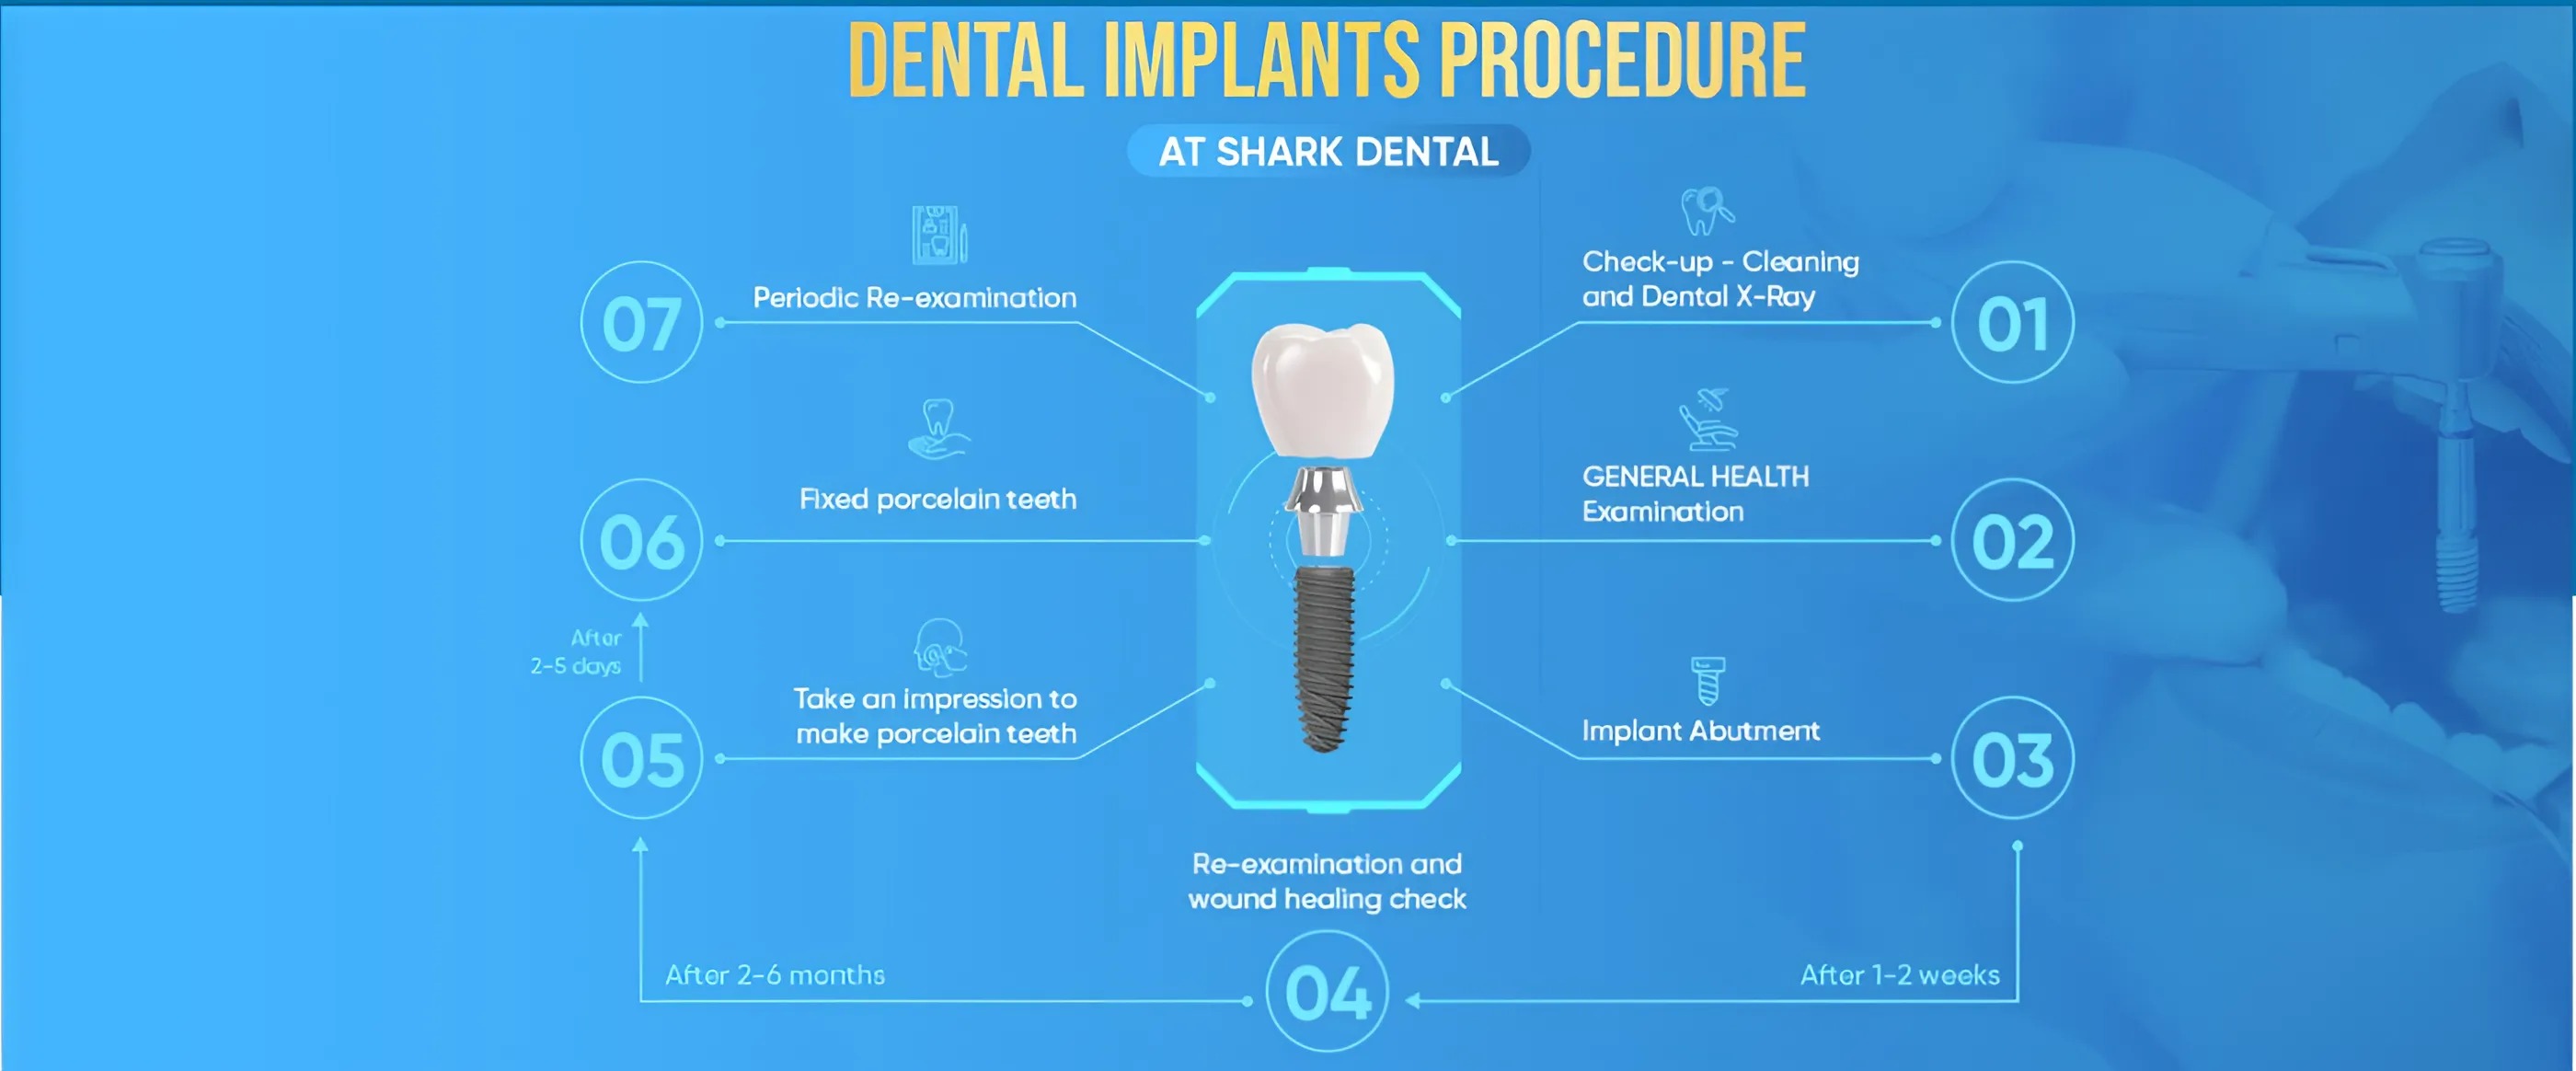 DENTAL IMPLANTS PROCEDURE
AT SHARK DENTAL
01
Check-up - Cleaning
and Dental X-Ray
02
GENERAL HEALTH
Examination
03
Implant Abutment
After 1-2 weeks
04
Re-examination and
wound healing check
After 2-6 months
05
Take an impression to
make porcelain teeth
After
2-5 days
06
Fixed porcelain teeth
07
Periodic Re-examination